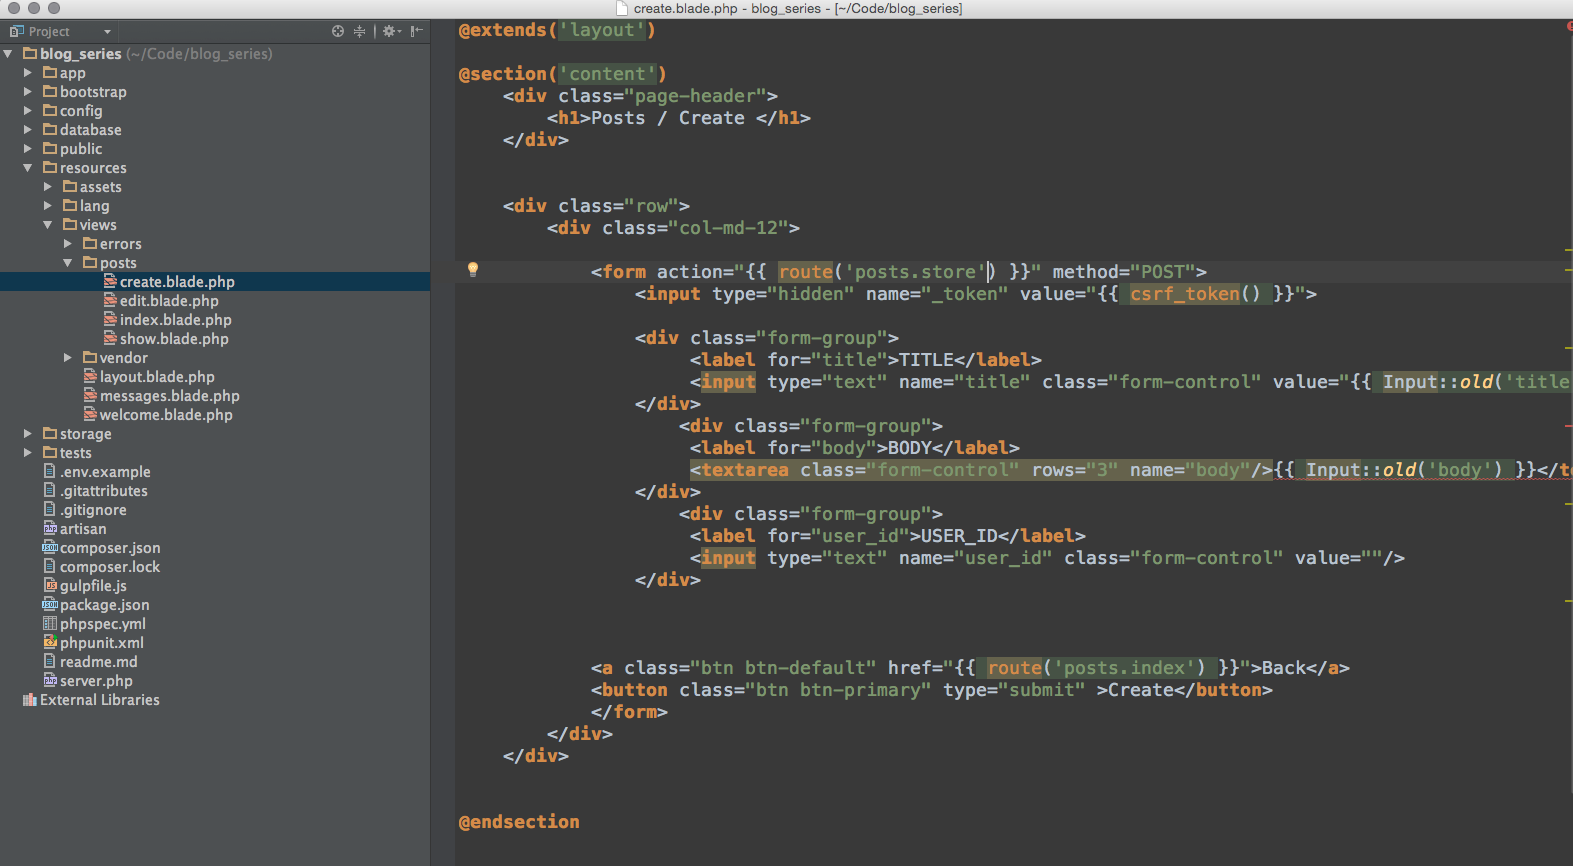 create.blade.php - blog_series - [~/Code/blog_series]
Project
blog_series (~/Code/blog_series)
app
bootstrap
config
database
public
resources
assets
lang
views
errors
posts
create.blade.php
edit.blade.php
index.blade.php
show.blade.php
vendor
layout.blade.php
messages.blade.php
welcome.blade.php
storage
tests
.env.example
.gitattributes
.gitignore
artisan
composer.json
composer.lock
gulpfile.js
package.json
phpspec.yml
phpunit.xml
readme.md
server.php
External Libraries
@extends('layout')
@section('content')
<div class="page-header">
<h1>Posts / Create </h1>
</div>
<div class="row">
<div class="col-md-12">
<form action="{{ route('posts.store') }}" method="POST">
<input type="hidden" name="_token" value="{{ csrf_token() }}">
<div class="form-group">
<label for="title">TITLE</label>
<input type="text" name="title" class="form-control" value="{{ Input::old('title
</div>
<div class="form-group">
<label for="body">BODY</label>
<textarea class="form-control" rows="3" name="body"/>{{ Input::old('body') }}</t
</div>
<div class="form-group">
<label for="user_id">USER_ID</label>
<input type="text" name="user_id" class="form-control" value=""/>
</div>
<a class="btn btn-default" href="{{ route('posts.index') }}">Back</a>
<button class="btn btn-primary" type="submit" >Create</button>
</form>
</div>
</div>
@endsection